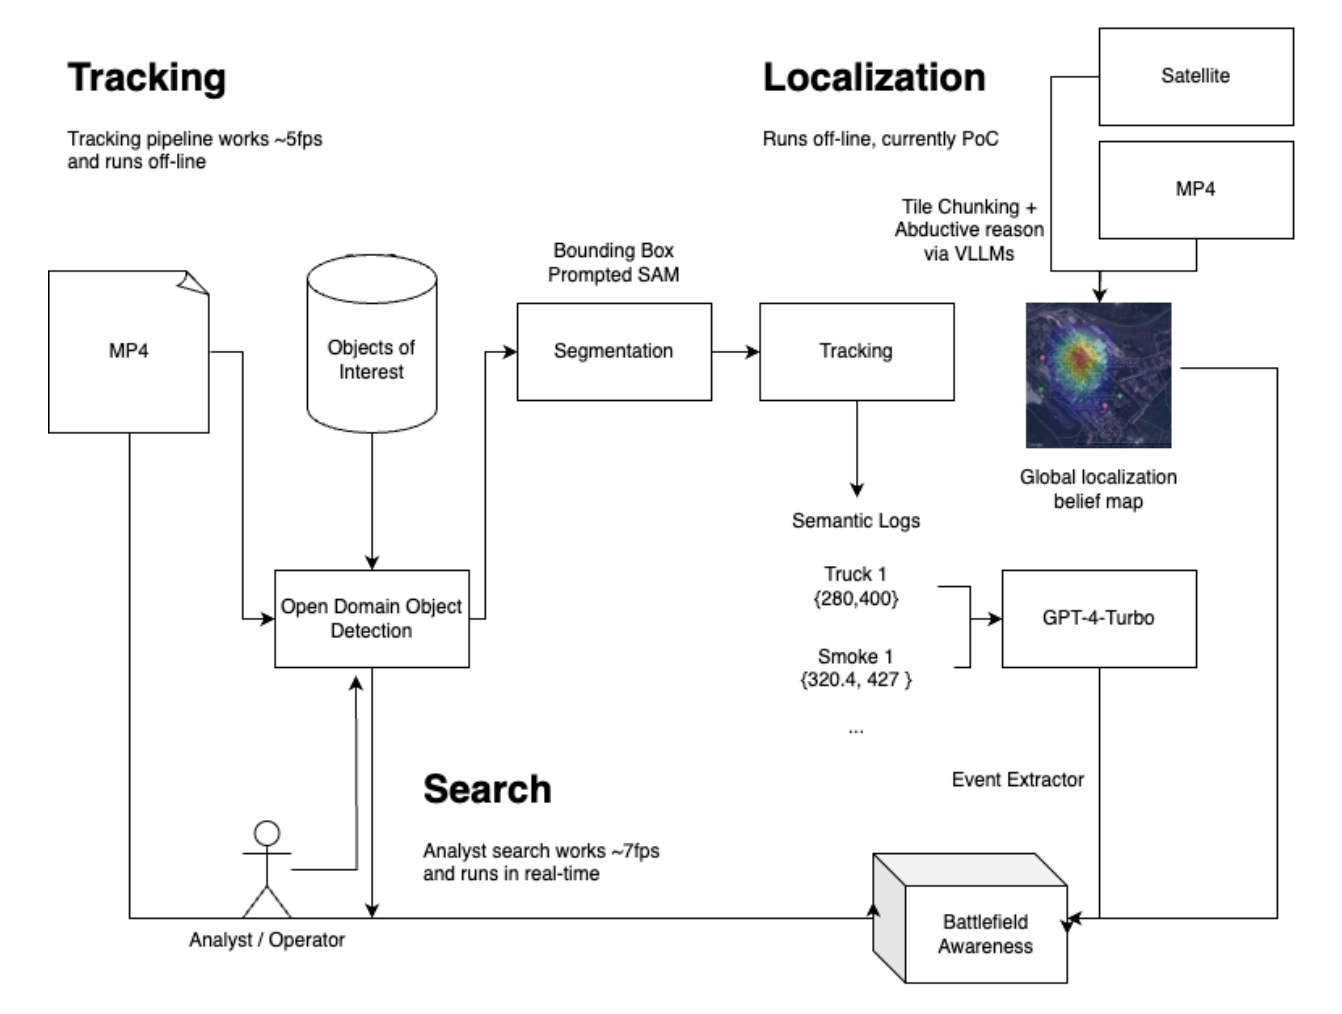 Tracking
Tracking pipeline works ~5fps
and runs off-line
Localization
Runs off-line, currently PoC
Satellite
MP4
Tile Chunking +
Abductive reason
via VLLMs
Bounding Box
Prompted SAM
MP4
Objects of
Interest
Segmentation
Tracking
Global localization
belief map
Semantic Logs
Truck 1
{280,400}
Smoke 1
{320.4, 427 }
...
GPT-4-Turbo
Open Domain Object
Detection
Event Extractor
Search
Analyst search works ~7fps
and runs in real-time
Analyst / Operator
Battlefield
Awareness